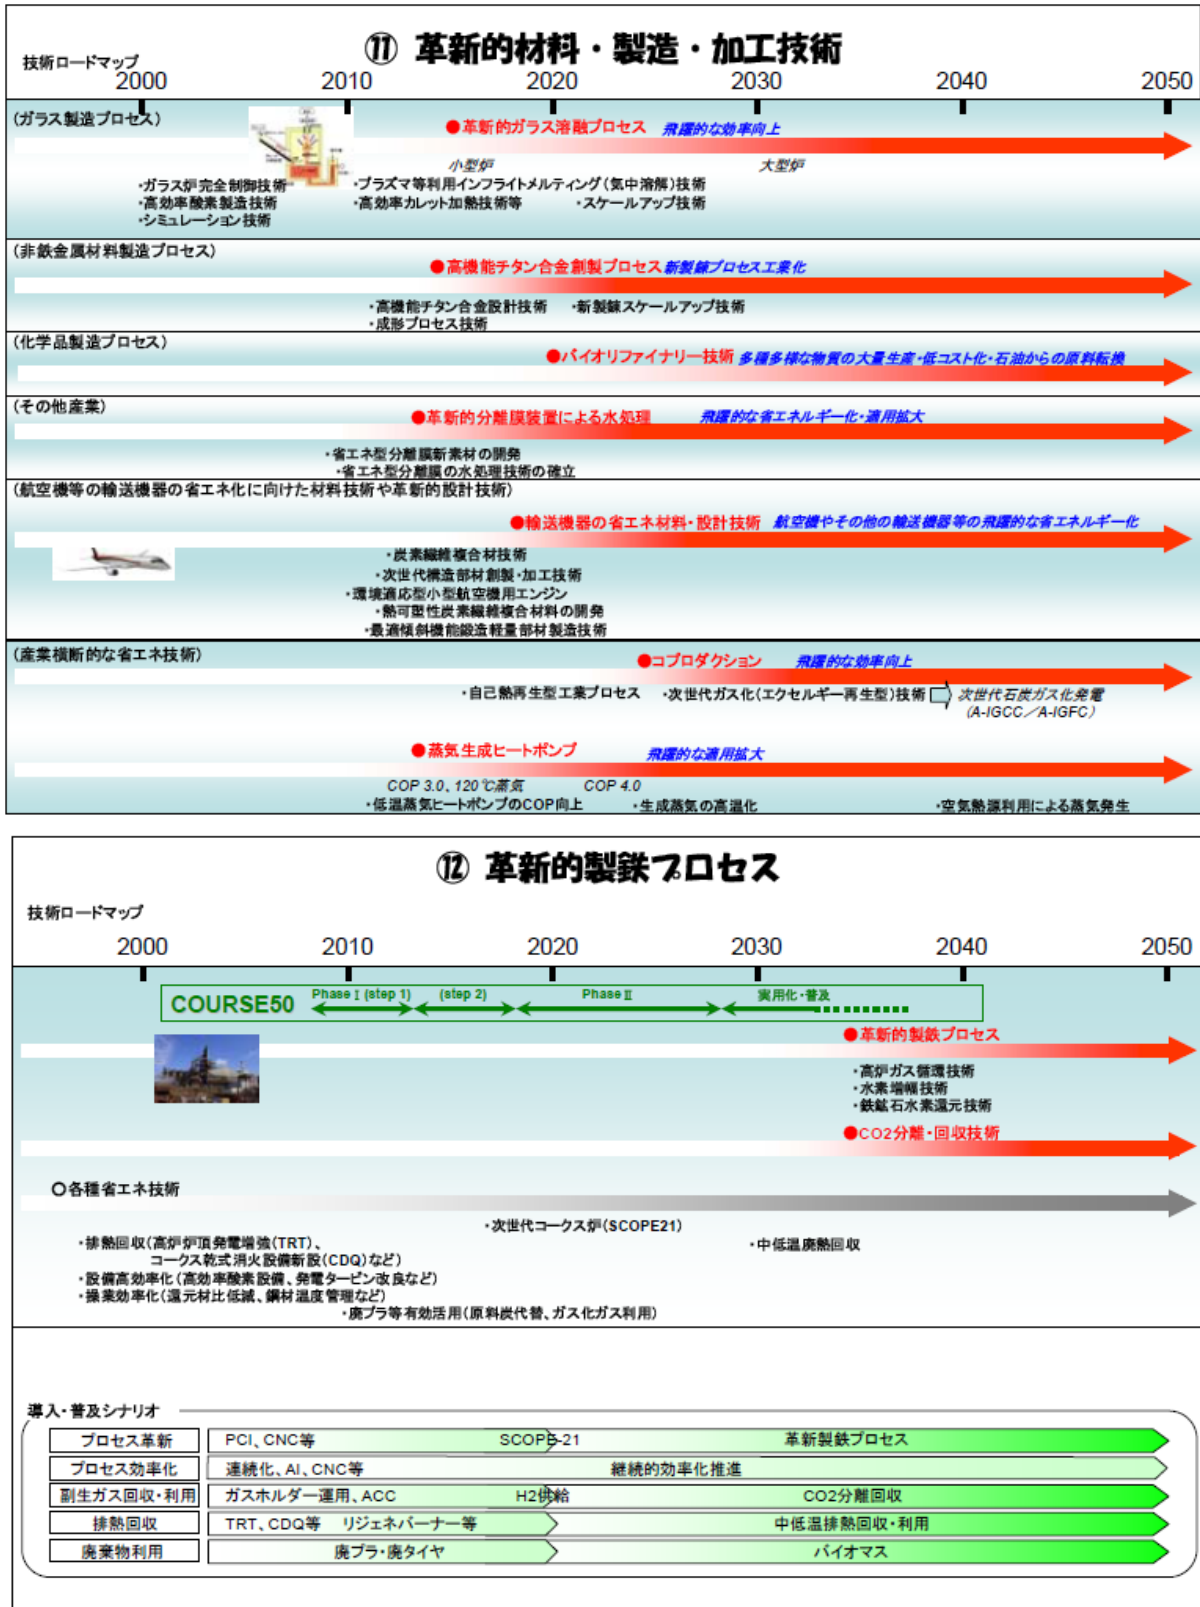 ⑪ 革新的材料・製造・加工技術
技術ロードマップ
2000 2010 2020 2030 2040 2050
(ガラス製造プロセス)
●革新的ガラス溶融プロセス 飛躍的な効率向上
小型炉 大型炉
・ガラス炉完全制御技術 ・プラズマ等利用インフライトメルティング(気中溶解)技術
・高効率酸素製造技術 ・高効率カレット加熱技術等 ・スケールアップ技術
・シミュレーション技術
(非鉄金属材料製造プロセス)
●高機能チタン合金創製プロセス 新製錬プロセス工業化
・高機能チタン合金設計技術 ・新製錬スケールアップ技術
・成形プロセス技術
(化学品製造プロセス)
●バイオリファイナリー技術 多種多様な物質の大量生産・低コスト化・石油からの原料転換
(その他産業)
●革新的分離膜装置による水処理 飛躍的な省エネルギー化・適用拡大
・省エネ型分離膜新素材の開発
・省エネ型分離膜の水処理技術の確立
(航空機等の輸送機器の省エネ化に向けた材料技術や革新的設計技術)
●輸送機器の省エネ材料・設計技術 航空機やその他の輸送機器等の飛躍的な省エネルギー化
・炭素繊維複合材技術
・次世代構造部材創製・加工技術
・環境適応型小型航空機用エンジン
・熱可塑性炭素繊維複合材料の開発
・最適傾斜機能鍛造軽量部材製造技術
(産業横断的な省エネ技術)
●コプロダクション 飛躍的な効率向上
・自己熱再生型工業プロセス ・次世代ガス化(エクセルギー再生型)技術 次世代石炭ガス化発電
(A-IGCC／A-IGFC)
●蒸気生成ヒートポンプ 飛躍的な適用拡大
COP 3.0、120℃蒸気 COP 4.0
・低温蒸気ヒートポンプのCOP向上 ・生成蒸気の高温化 ・空気熱源利用による蒸気発生
⑫ 革新的製鉄プロセス
技術ロードマップ
2000 2010 2020 2030 2040 2050
COURSE50 Phase Ⅰ (step 1) (step 2) Phase Ⅱ 実用化・普及
●革新的製鉄プロセス
・高炉ガス循環技術
・水素増幅技術
・鉄鉱石水素還元技術
●CO2分離・回収技術
○各種省エネ技術
・次世代コークス炉(SCOPE21)
・排熱回収(高炉炉頂発電増強(TRT)、 ・中低温廃熱回収
コークス乾式消火設備新設(CDQ)など)
・設備高効率化(高効率酸素設備、発電タービン改良など)
・操業効率化(還元材比低減、鋼材温度管理など)
・廃プラ等有効活用(原料炭代替、ガス化ガス利用)
導入・普及シナリオ
プロセス革新 PCI、CNC等 SCOPE-21 革新製鉄プロセス
プロセス効率化 連続化、AI、CNC等 継続的効率化推進
副生ガス回収・利用 ガスホルダー運用、ACC H2供給 CO2分離回収
排熱回収 TRT、CDQ等 リジェネバーナー等 中低温排熱回収・利用
廃棄物利用 廃プラ・廃タイヤ バイオマス